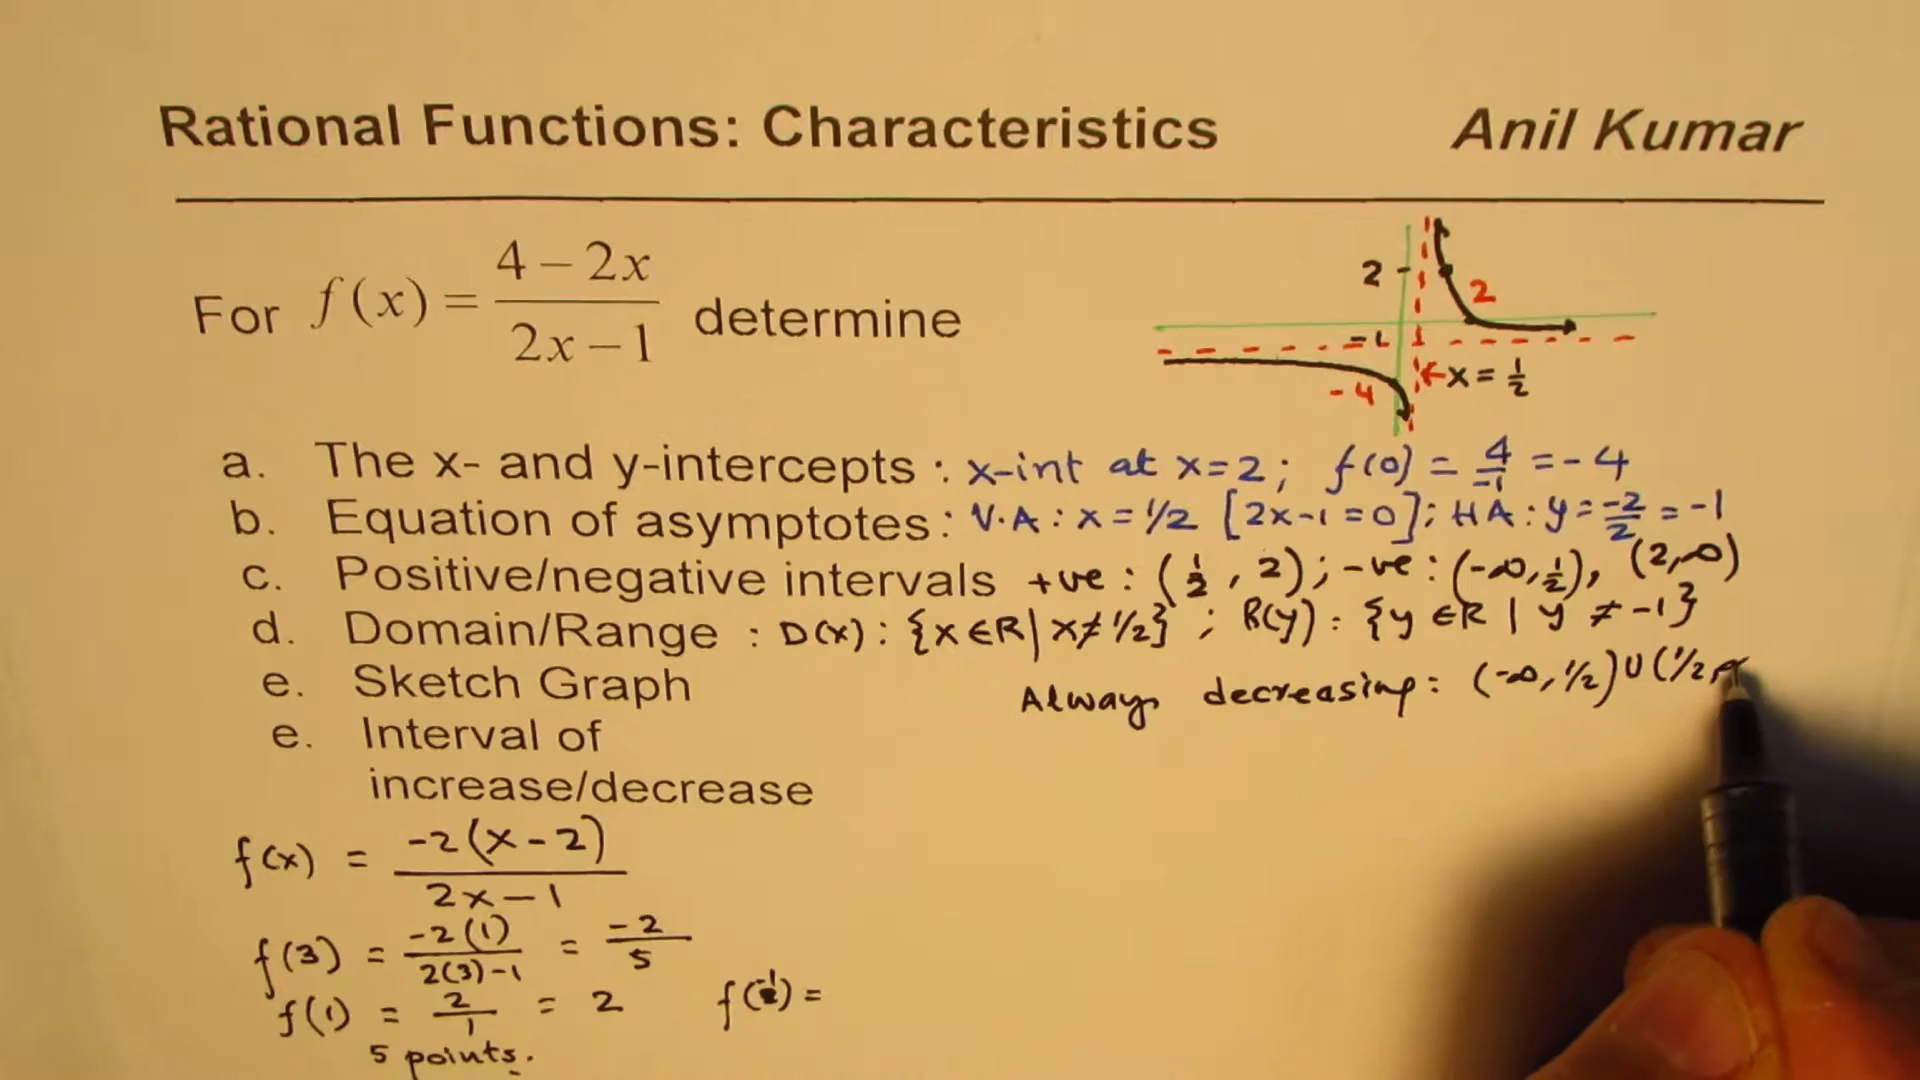 Rational Functions: Characteristics Anil Kumar
For f(x) = (4 − 2x)/(2x − 1) determine
2
2
-1
-4
x = 1/2
a. The x- and y-intercepts : x-int at x=2; f(0) = 4/-1 = -4
b. Equation of asymptotes : V.A : x = 1/2 [2x-1=0]; HA : y = -2/2 = -1
c. Positive/negative intervals +ve : (1/2, 2); -ve : (-∞, 1/2), (2, ∞)
d. Domain/Range : D(x) : {x∈R | x≠1/2} ; R(y) : {y∈R | y ≠ -1}
e. Sketch Graph
Always decreasing : (-∞, 1/2) U (1/2,
e. Interval of
increase/decrease
f(x) = -2(x-2)/(2x-1)
f(3) = -2(1)/(2(3)-1) = -2/5
f(1) = 2/1 = 2 f( ) =
5 points.